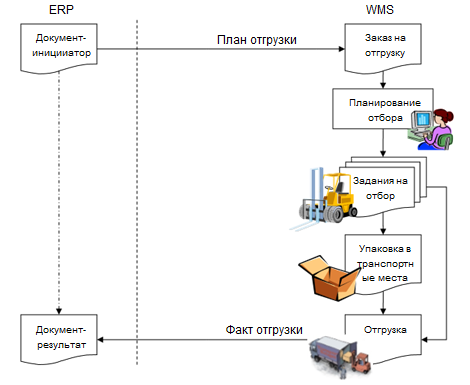 ERP
WMS
Документ-
инициатор
План отгрузки
Заказ на
отгрузку
Планирование
отбора
Задания на
отбор
Упаковка в
транспортн
ые места
Документ-
результат
Факт отгрузки
Отгрузка